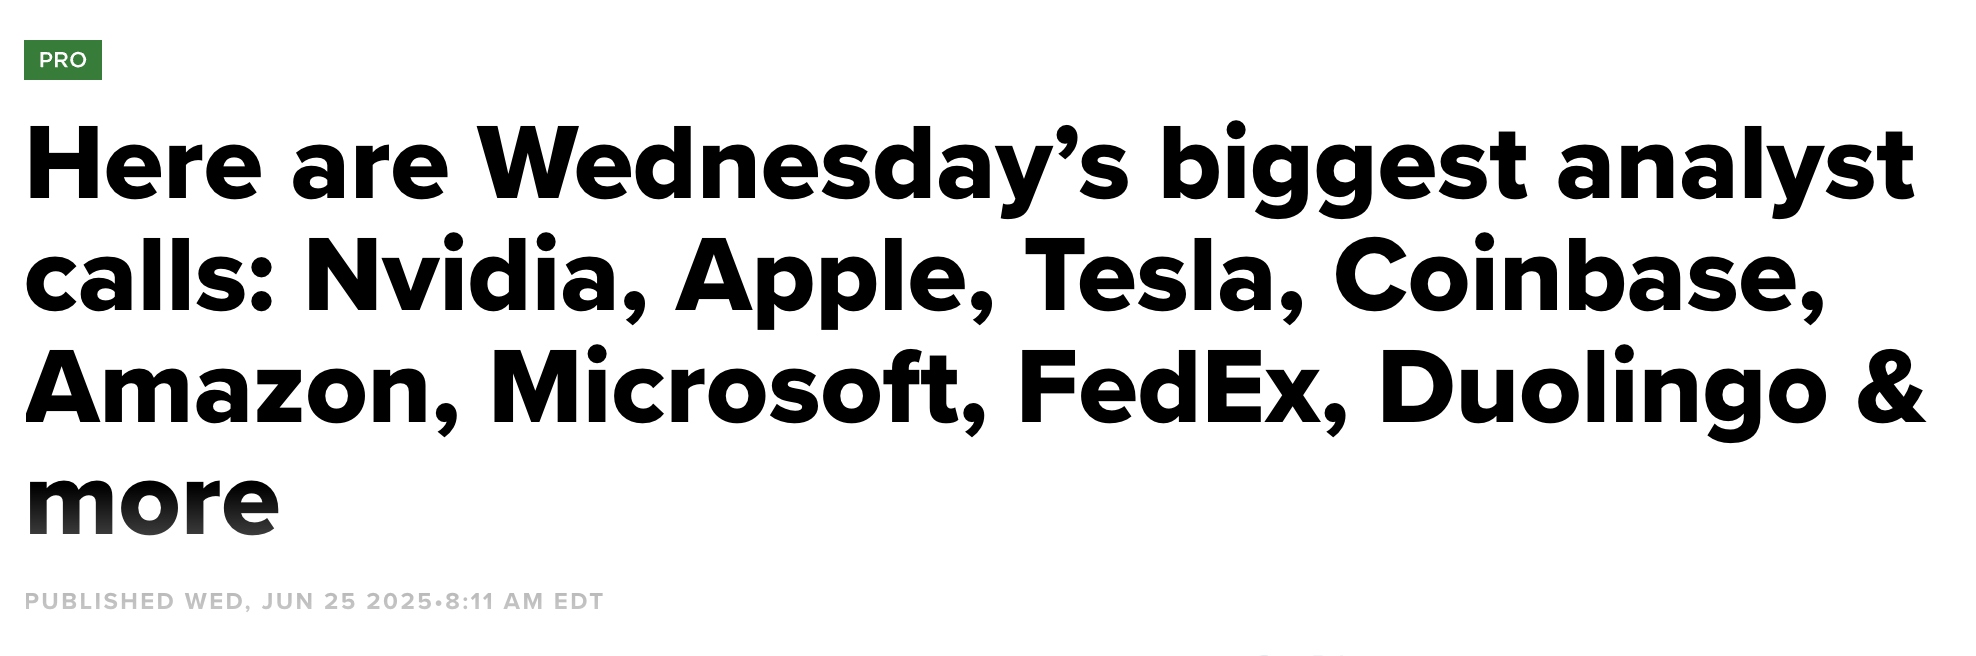 PRO
Here are Wednesday’s biggest analyst
calls: Nvidia, Apple, Tesla, Coinbase,
Amazon, Microsoft, FedEx, Duolingo &
more
PUBLISHED WED, JUN 25 2025•8:11 AM EDT